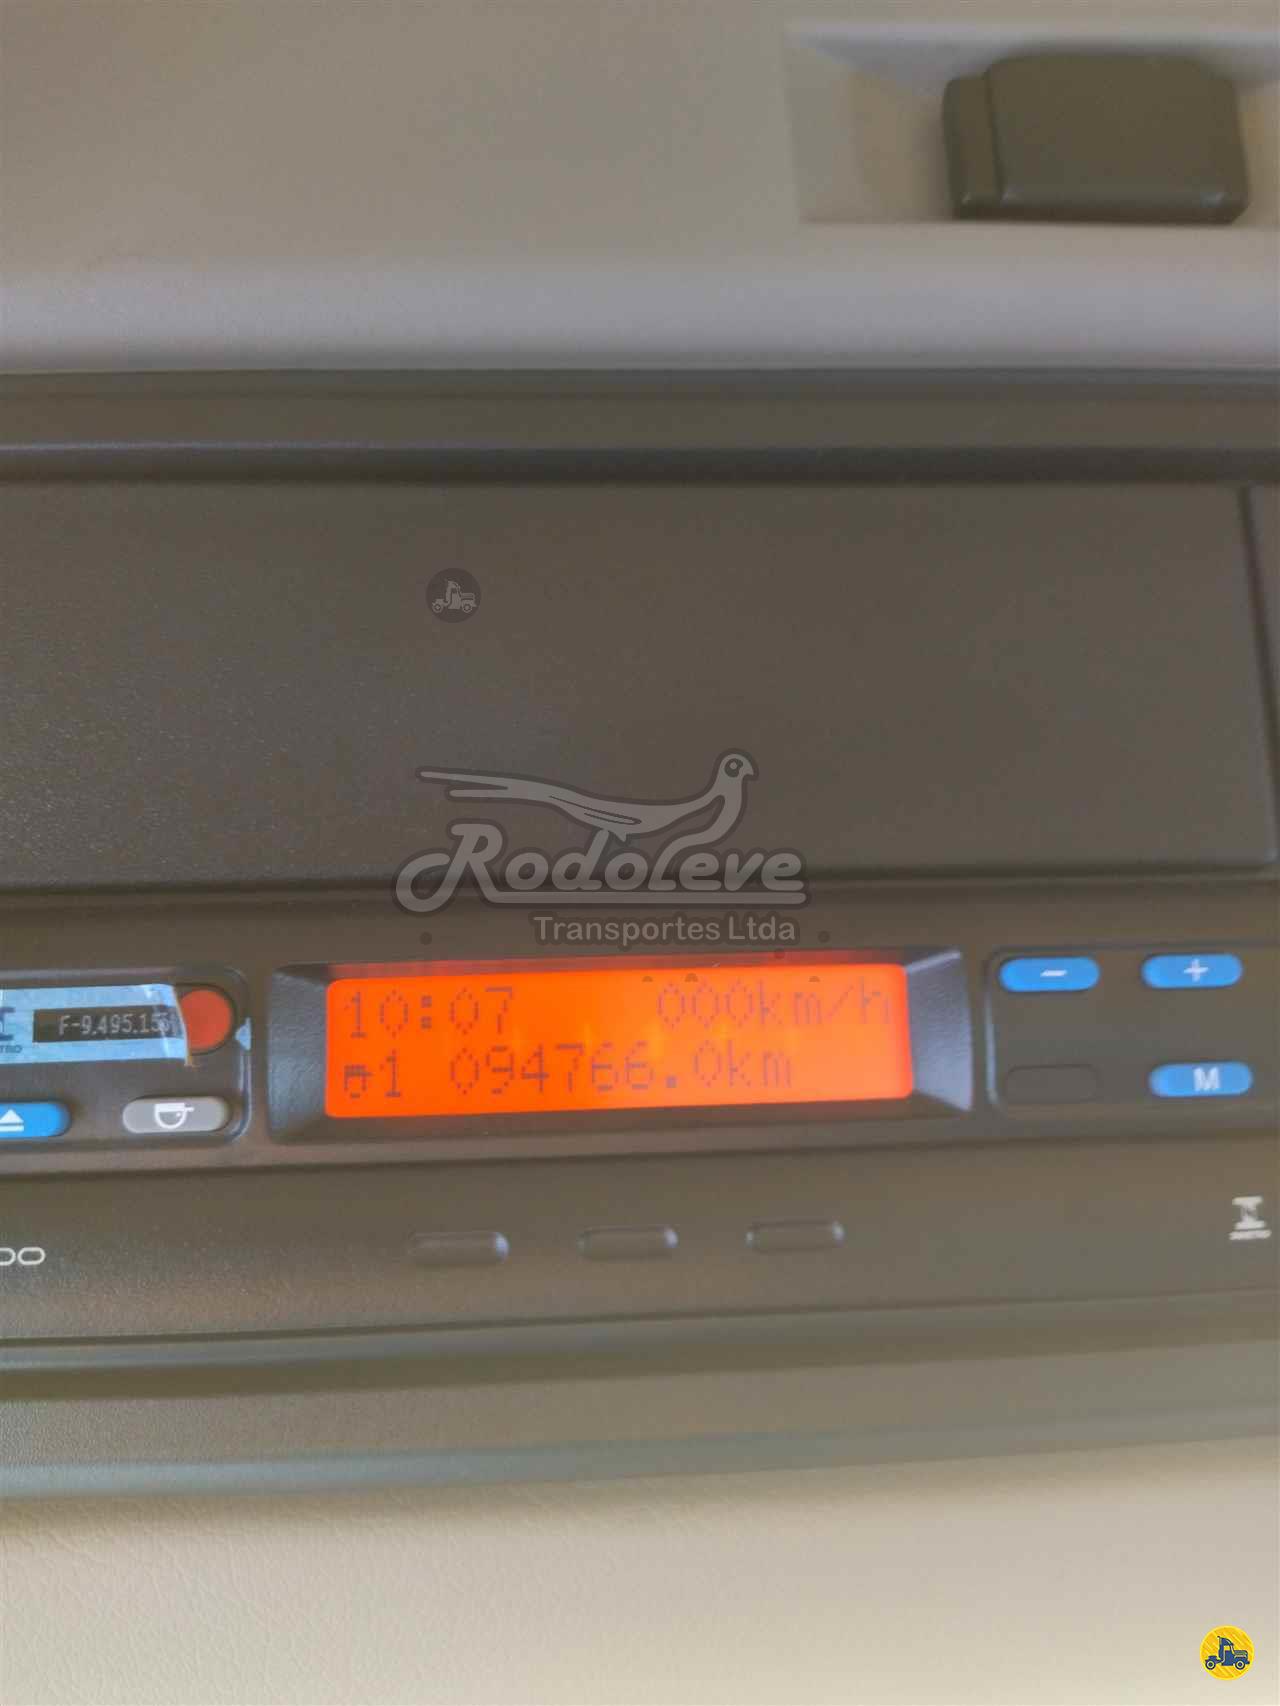 RodoLeve
Transportes Ltda
10:07 000km/h
1 094766.0km
F-9.495.15
M